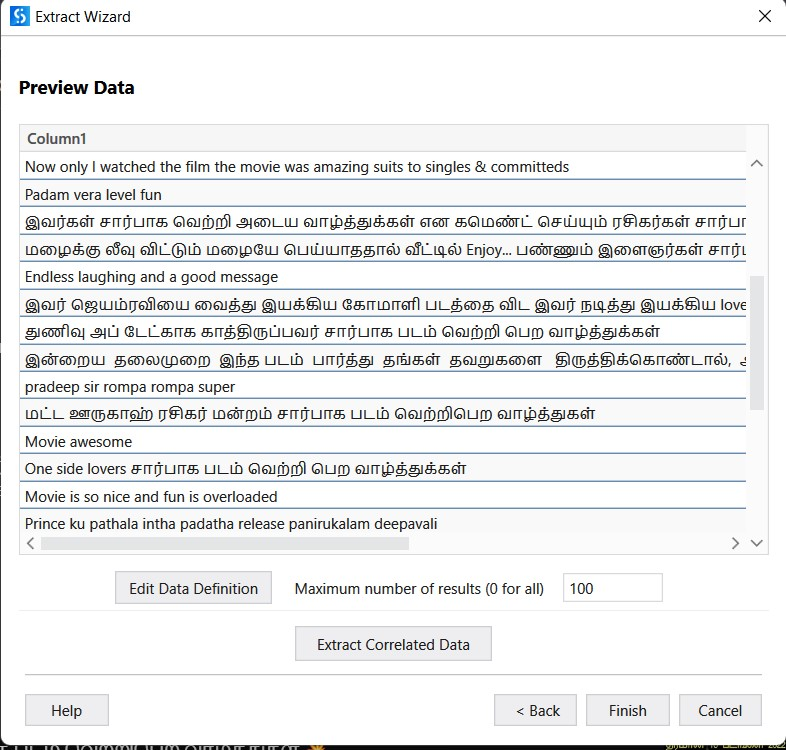 Extract Wizard
Preview Data
Column1
Now only I watched the film the movie was amazing suits to singles & committeds
Padam vera level fun
இவர்கள் சார்பாக வெற்றி அடைய வாழ்த்துக்கள் என கமெண்ட் செய்யும் ரசிகர்கள்
மழைக்கு லீவு விட்டும் மழையே பெய்யாததால் வீட்டில் Enjoy... பண்ணும் இளைஞர்கள்
Endless laughing and a good message
இவர் ஜெயம்ரவியை வைத்து இயக்கிய கோமாளி படத்தை விட இவர் நடித்து இயக்கிய love
துணிவு அப் டேட்காக காத்திருப்பவர் சார்பாக படம் வெற்றி பெற வாழ்த்துக்கள்
இன்றைய தலைமுறை இந்த படம் பார்த்து தங்கள் தவறுகளை திருத்திக்கொண்டால்,
pradeep sir rompa rompa super
மட்ட ஊருகாஹ் ரசிகர் மன்றம் சார்பாக படம் வெற்றிபெற வாழ்த்துகள்
Movie awesome
One side lovers சார்பாக படம் வெற்றி பெற வாழ்த்துக்கள்
Movie is so nice and fun is overloaded
Prince ku pathala intha padatha release panirukalam deepavali
Edit Data Definition Maximum number of results (0 for all) 100
Extract Correlated Data
Help < Back Finish Cancel